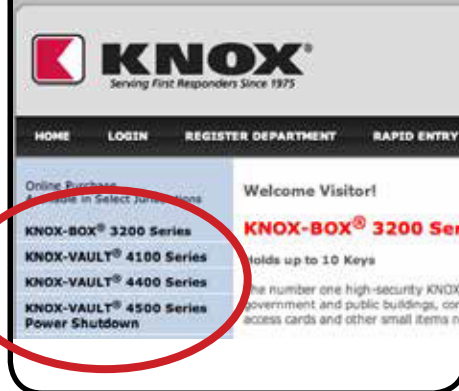 KNOX®
Serving First Responders Since 1975
HOME LOGIN REGISTER DEPARTMENT RAPID ENTRY
Online Purchase
Available in Select Jurisdictions
KNOX-BOX® 3200 Series
KNOX-VAULT® 4100 Series
KNOX-VAULT® 4400 Series
KNOX-VAULT® 4500 Series
Power Shutdown
Welcome Visitor!
KNOX-BOX® 3200 Ser
Holds up to 10 Keys
The number one high-security KNOX
government and public buildings, com
access cards and other small items